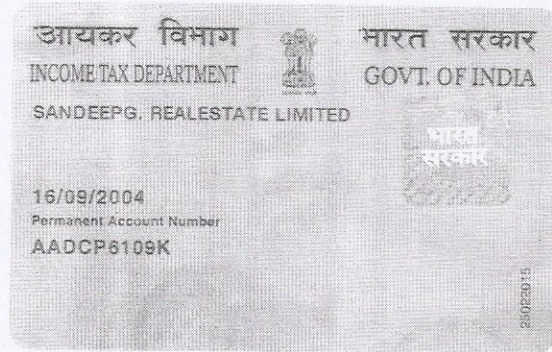 आयकर विभाग
भारत सरकार
INCOME TAX DEPARTMENT
GOVT. OF INDIA
SANDEEPG. REALESTATE LIMITED
भारत
सरकार
16/09/2004
Permanent Account Number
AADCP6109K
25022015